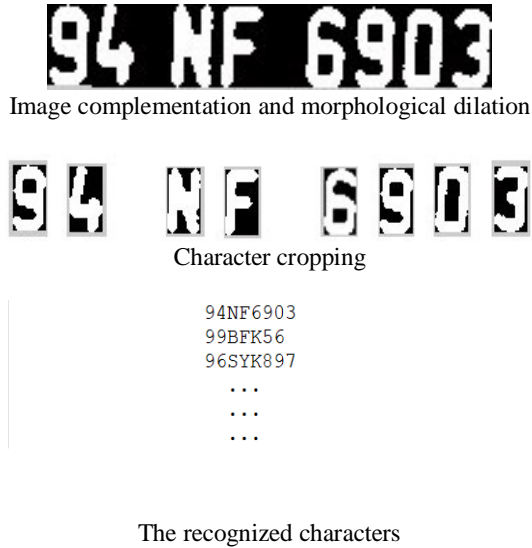 94 NF 6903
Image complementation and morphological dilation
9 4 N F 6 9 0 3
Character cropping
94NF6903
99BFK56
96SYK897
...
...
...
The recognized characters